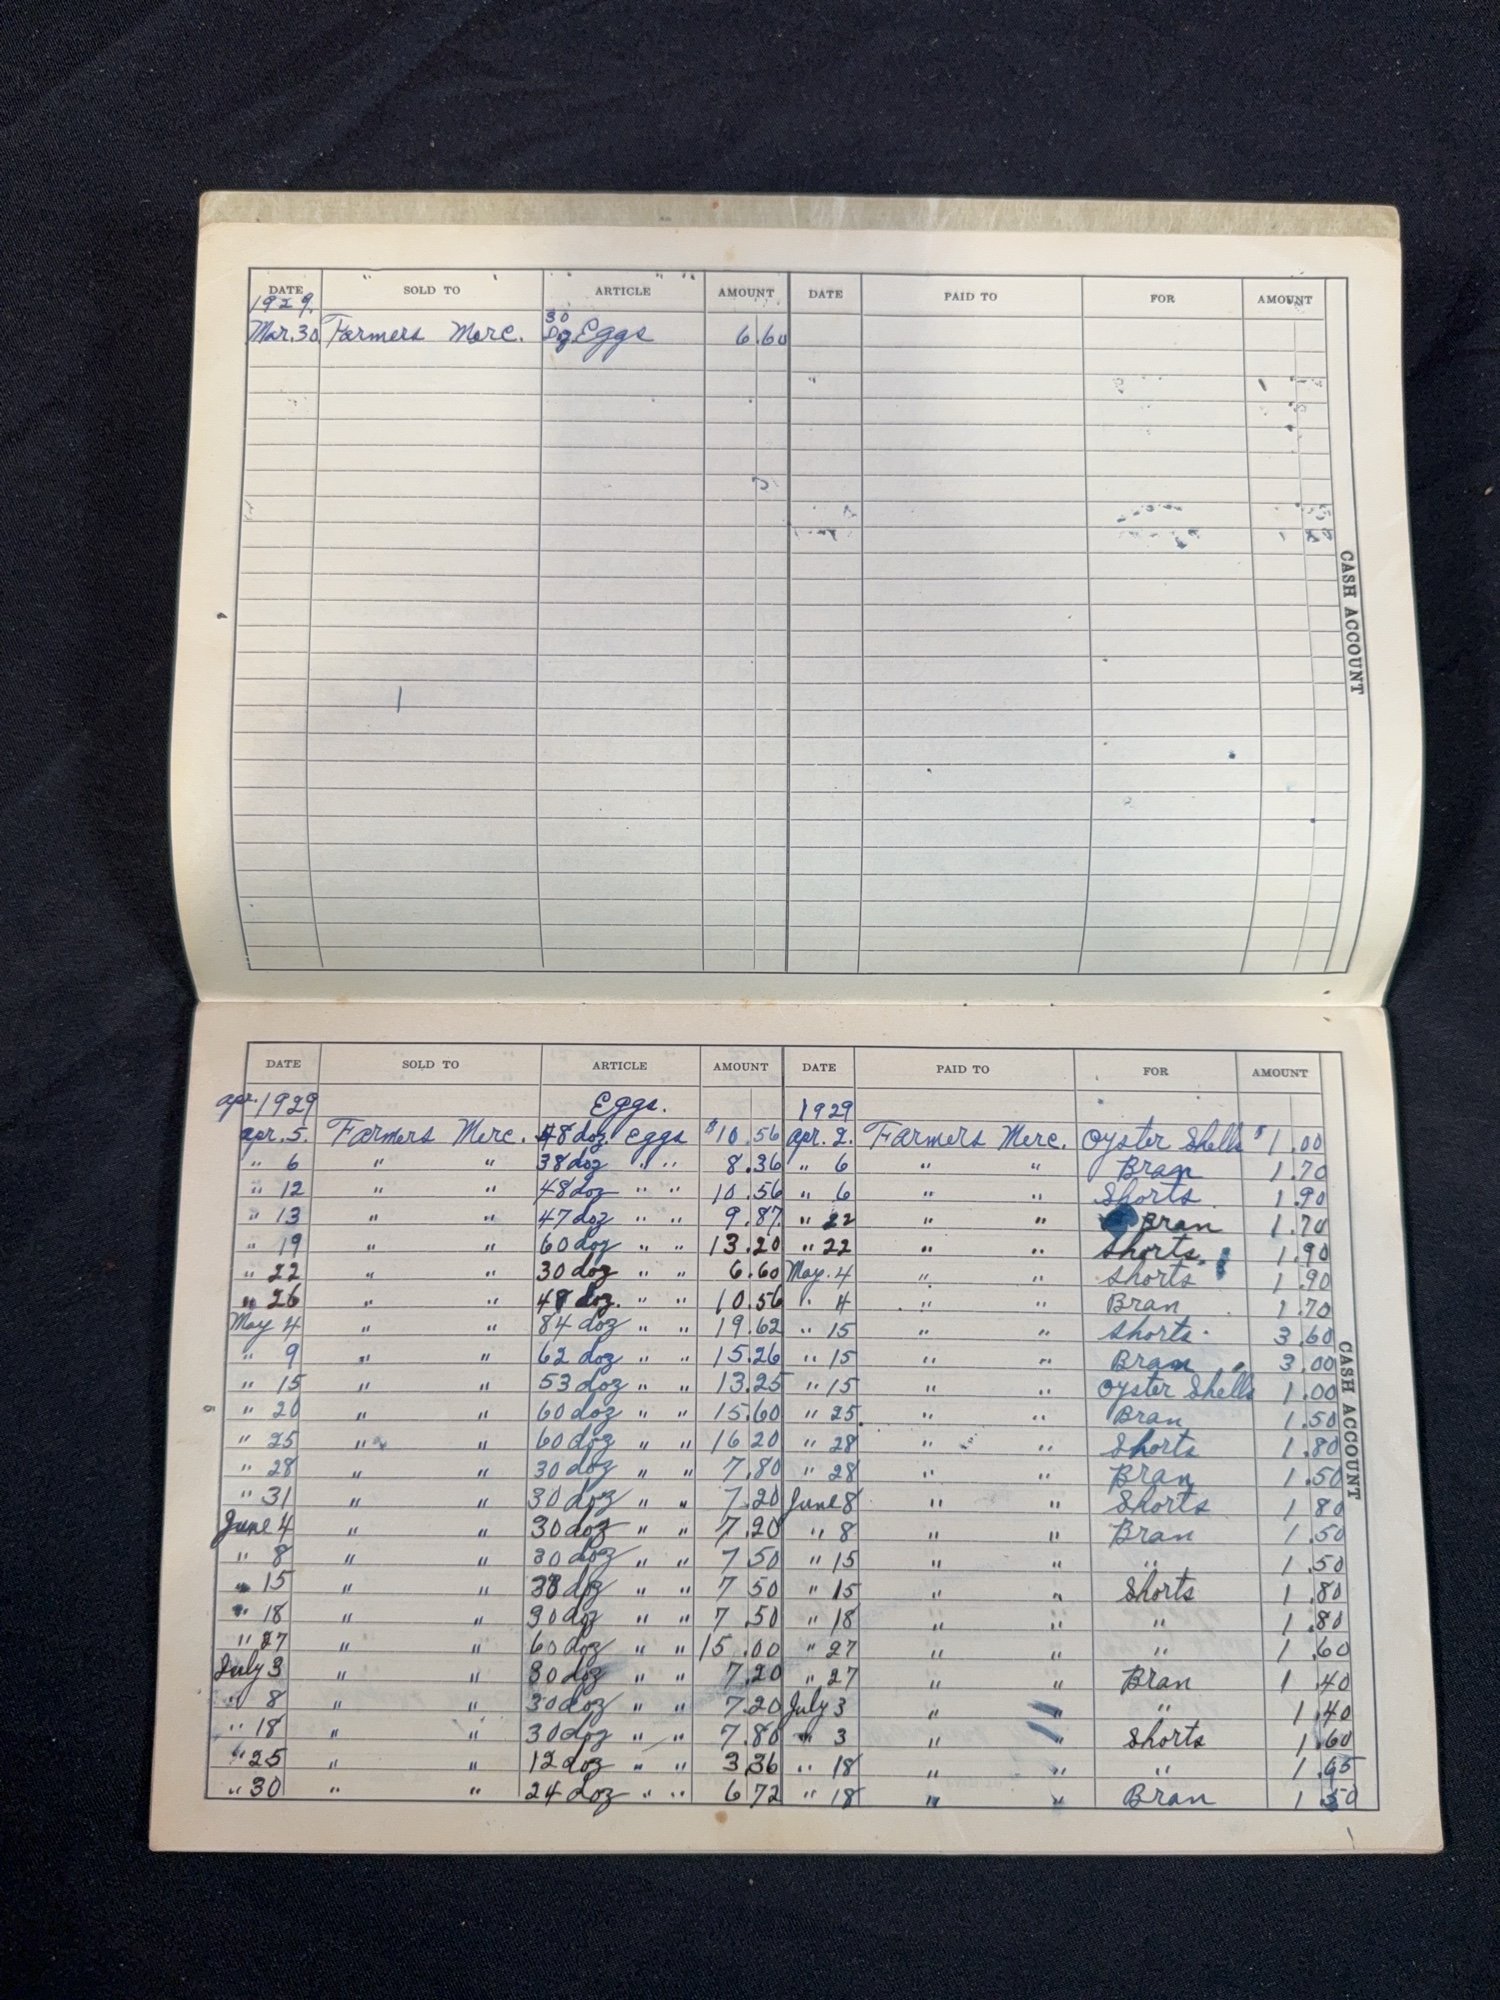 DATE SOLD TO ARTICLE AMOUNT DATE PAID TO FOR AMOUNT
1929.
Mar. 30 Farmers Merc. 30 Dz Eggs 6.60
CASH ACCOUNT
DATE SOLD TO ARTICLE AMOUNT DATE PAID TO FOR AMOUNT
apr. 1929 Eggs. 1929
apr. 5. Farmers Merc. 48 doz. Eggs $10.56 apr. 2. Farmers Merc. Oyster Shells $1.00
" 6 " " 38 doz " " 8.36 " 6 " " Bran 1.70
" 12 " " 48 doz " " 10.56 " 6 " " Shorts 1.90
" 13 " " 47 doz " " 9.87 " 22 " " Bran 1.70
" 19 " " 60 doz " " 13.20 " 22 " " Shorts. 1.90
" 22 " " 30 doz " " 6.60 May. 4 " " Shorts 1.90
" 26 " " 48 doz. " " 10.56 " 4 " " Bran 1.70
May 4 " " 84 doz " " 19.62 " 15 " " Shorts. 3.60
" 9 " " 62 doz " " 15.26 " 15 " " Bran 3.00
" 15 " " 53 doz " " 13.25 " 15 " " Oyster Shells 1.00
" 20 " " 60 doz " " 15.60 " 25. " " Bran 1.50
" 25 " " 60 doz " " 16 20 " 28 " " Shorts 1.80
" 28 " " 30 doz " " 7.80 " 28 " " Bran 1.50
" 31 " " 30 doz " " 7.20 June 8 " " Shorts 1 80
June 4 " " 30 doz " " 7.20 " 8 " " Bran 1.50
" 8 " " 30 doz " " 7 50 " 15 " " " 1.50
" 15 " " 30 doz " " 7 50 " 15 " " Shorts 1.80
" 18 " " 30 doz " " 7.50 " 18 " " " 1.80
" 27 " " 60 doz " " 15.00 " 27 " " " 1.60
July 3 " " 30 doz " " 7.20 " 27 " " Bran 1 40
" 8 " " 30 doz " " 7.20 July 3 " " " 1.40
" 18 " " 30 doz " " 7.80 " 3 " " Shorts 1.60
" 25 " " 12 doz " " 3.36 " 18 " " " 1.65
" 30 " " 24 doz " " 6 72 " 18 " " Bran 1 50
CASH ACCOUNT